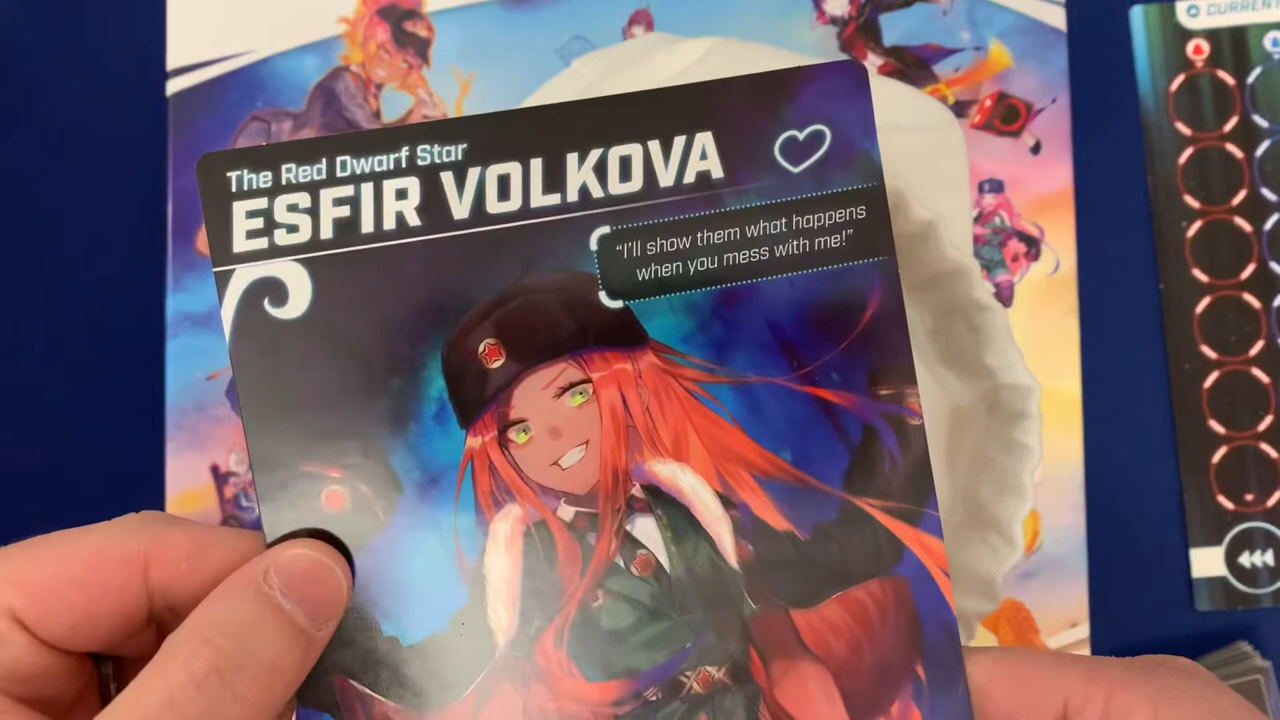 The Red Dwarf Star
ESFIR VOLKOVA
“I’ll show them what happens
when you mess with me!”
CURRENT